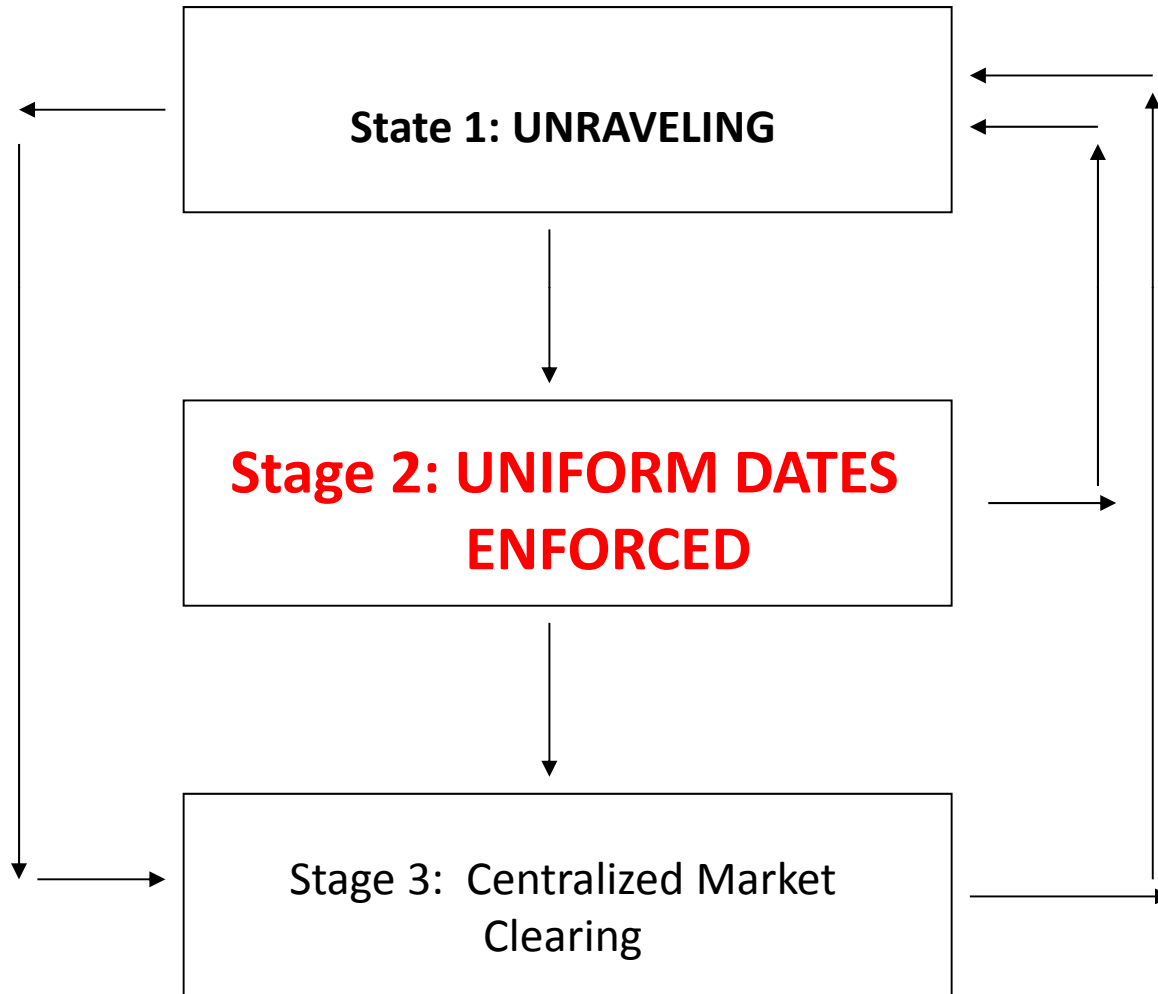 State 1: UNRAVELING
Stage 2: UNIFORM DATES
ENFORCED
Stage 3: Centralized Market
Clearing